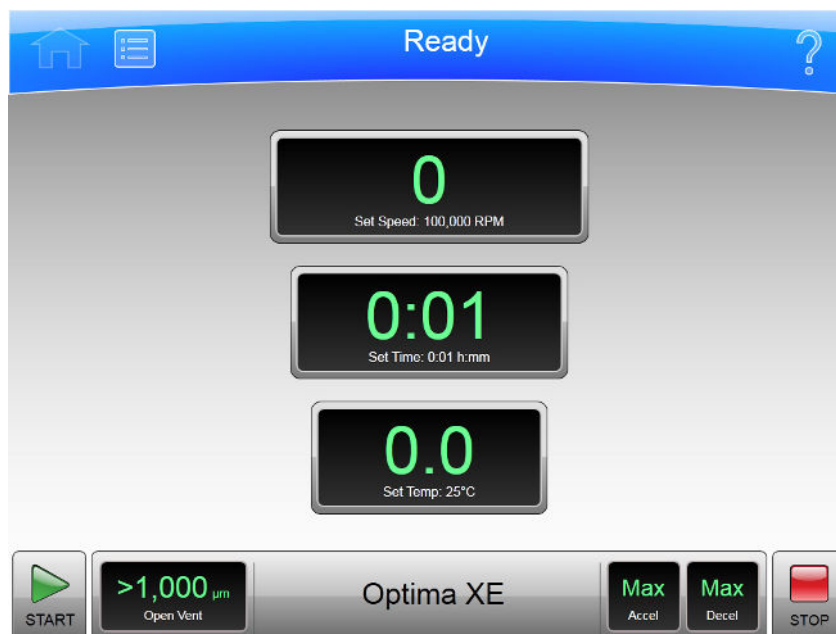 Ready
?
0
Set Speed: 100,000 RPM
0:01
Set Time: 0:01 h:mm
0.0
Set Temp: 25°C
START
>1,000 µm
Open Vent
Optima XE
Max
Accel
Max
Decel
STOP